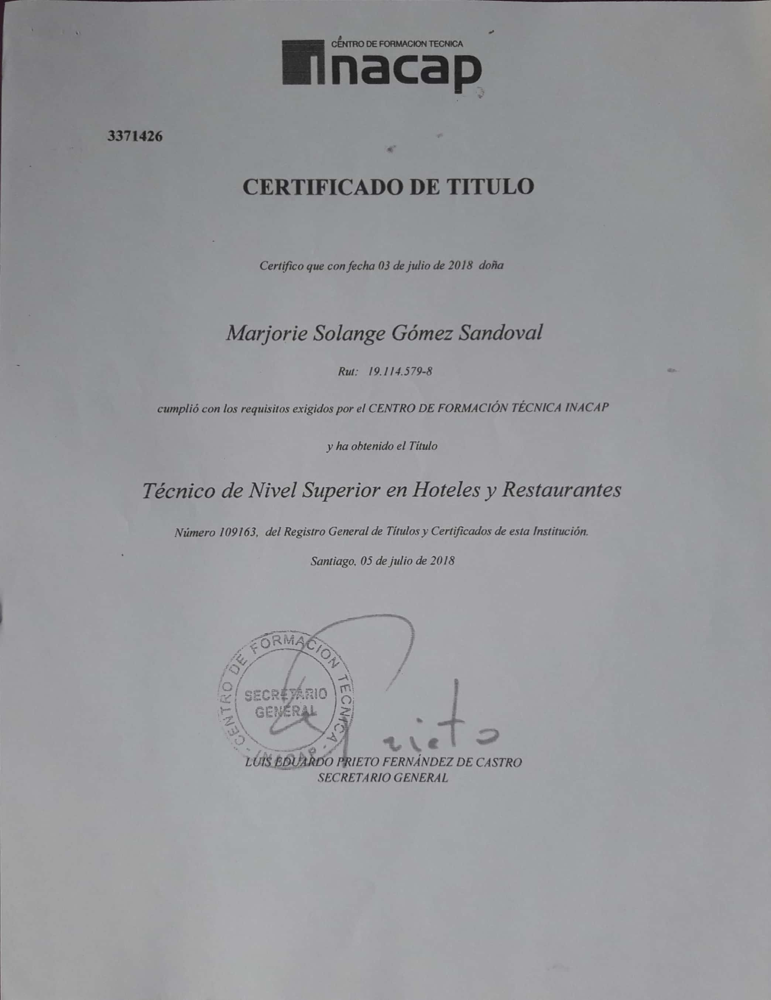 CENTRO DE FORMACION TECNICA
inacap
3371426
CERTIFICADO DE TITULO
Certifico que con fecha 03 de julio de 2018 doña
Marjorie Solange Gómez Sandoval
Rut: 19.114.579-8
cumplió con los requisitos exigidos por el CENTRO DE FORMACIÓN TÉCNICA INACAP
y ha obtenido el Título
Técnico de Nivel Superior en Hoteles y Restaurantes
Número 109163, del Registro General de Títulos y Certificados de esta Institución.
Santiago, 05 de julio de 2018
CENTRO DE FORMACION TECNICA - INACAP -
SECRETARIO
GENERAL
Prieto
LUIS EDUARDO PRIETO FERNÁNDEZ DE CASTRO
SECRETARIO GENERAL